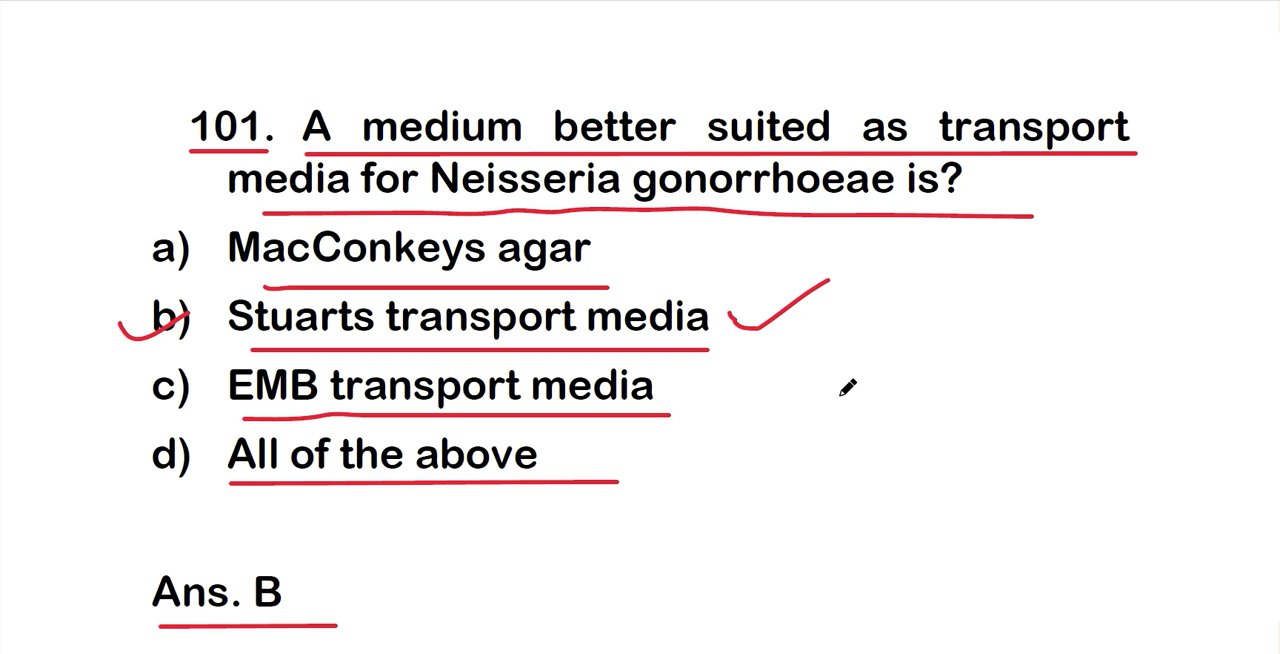 101. A medium better suited as transport
media for Neisseria gonorrhoeae is?
a) MacConkeys agar
b) Stuarts transport media
c) EMB transport media
d) All of the above
Ans. B